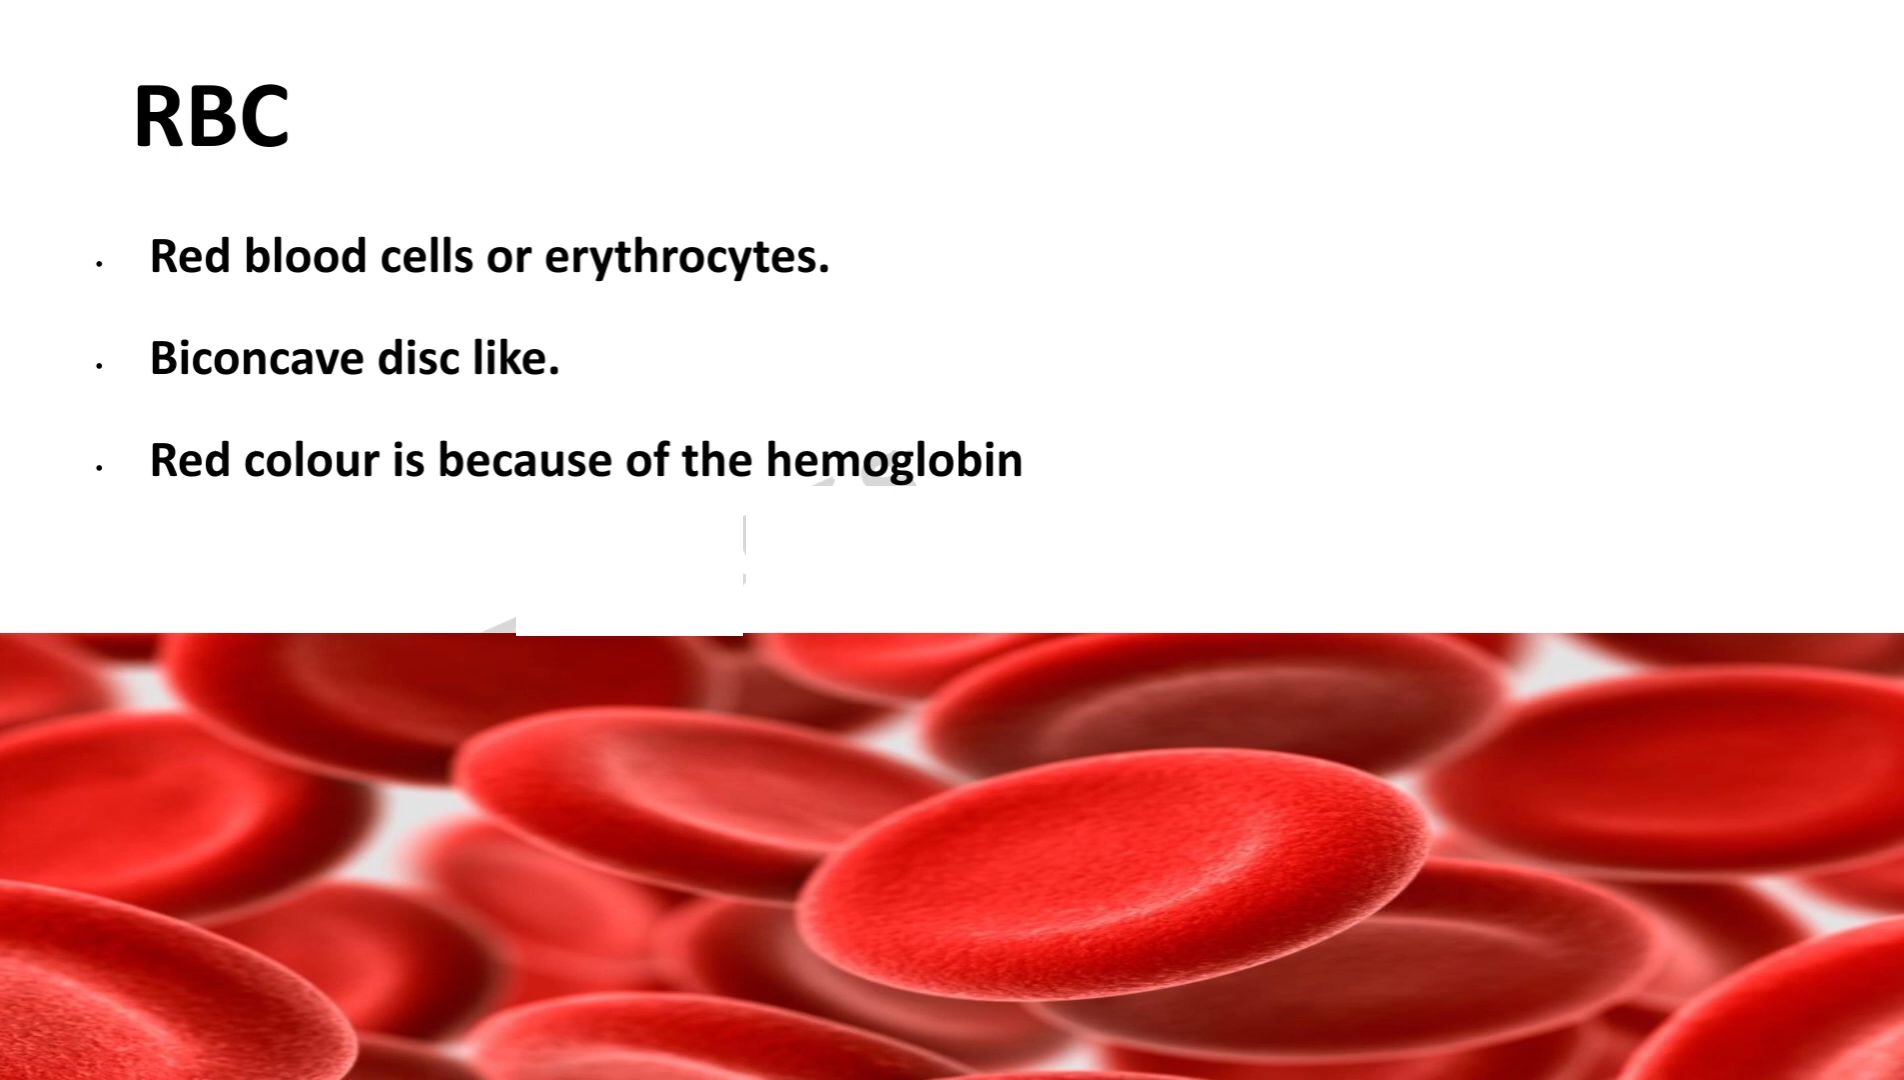 RBC
• Red blood cells or erythrocytes.
• Biconcave disc like.
• Red colour is because of the hemoglobin